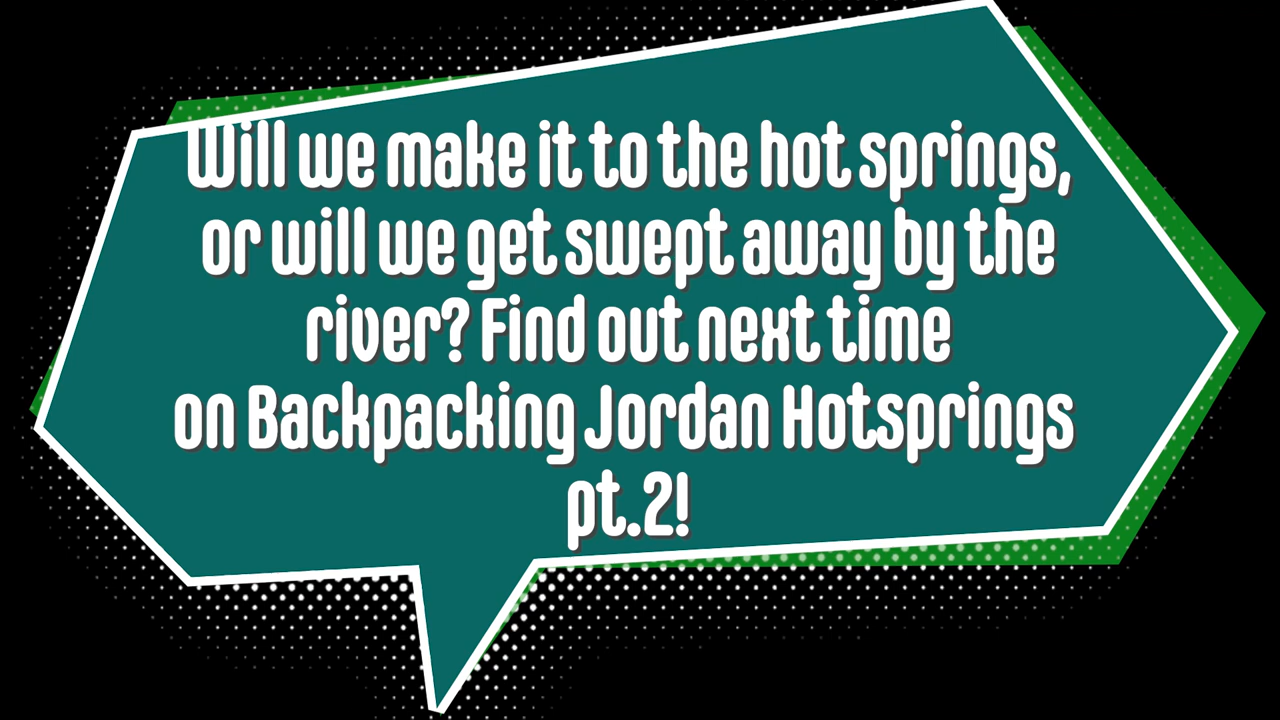 Will we make it to the hot springs,
or will we get swept away by the
river? Find out next time
on Backpacking Jordan Hotsprings
pt.2!